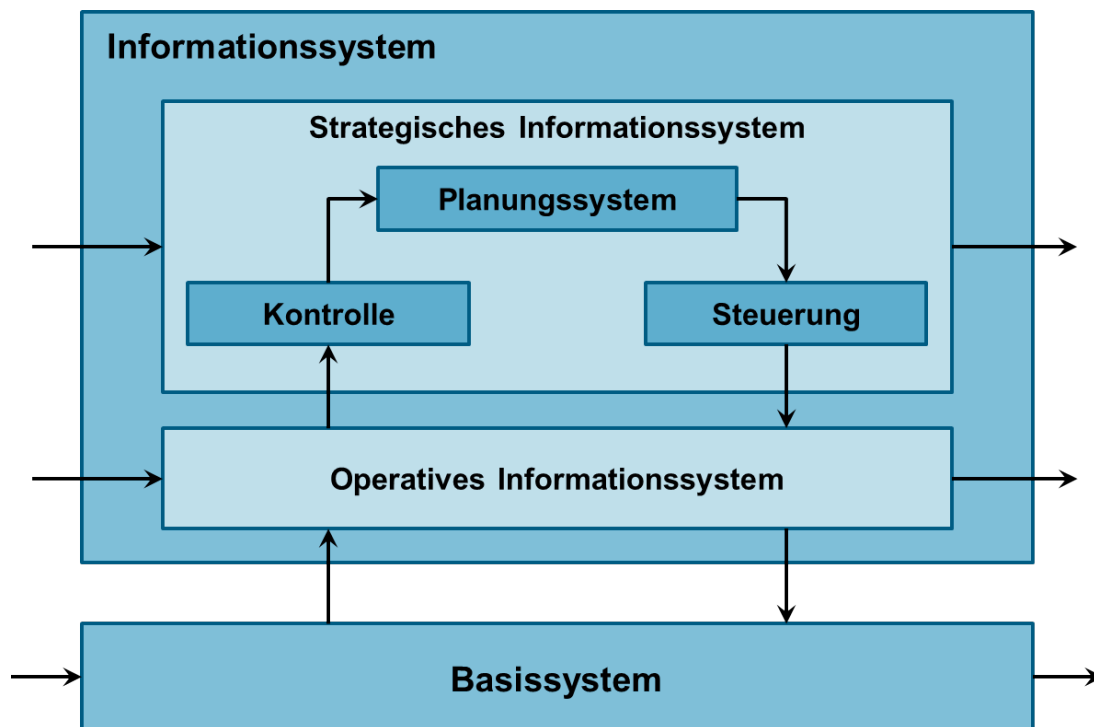 Informationssystem
Strategisches Informationssystem
Planungssystem
Kontrolle
Steuerung
Operatives Informationssystem
Basissystem